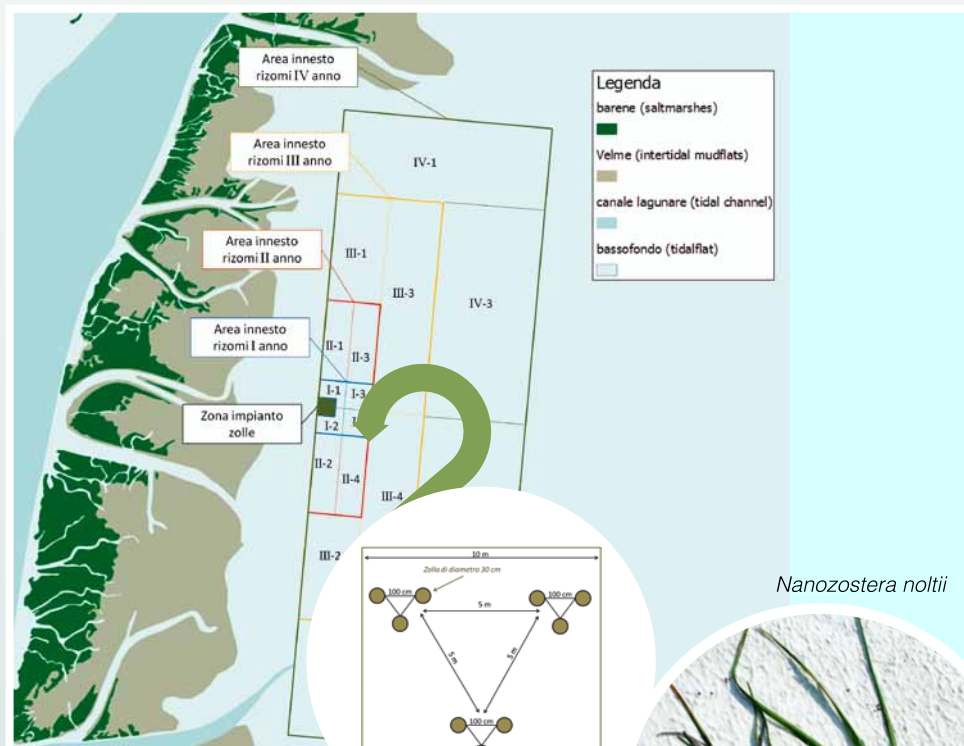 Area innesto
rizomi IV anno
Area innesto
rizomi III anno
Area innesto
rizomi II anno
Area innesto
rizomi I anno
Zona impianto
zolle
Legenda
barene (saltmarshes)
Velme (intertidal mudflats)
canale lagunare (tidal channel)
bassofondo (tidalflat)
IV-1
III-1
III-3
IV-3
II-1
II-3
I-1
I-3
I-2
II-2
II-4
III-4
III-2
10 m
Zolla di diametro 30 cm
100 cm
100 cm
5 m
5 m
5 m
100 cm
Nanozostera noltii